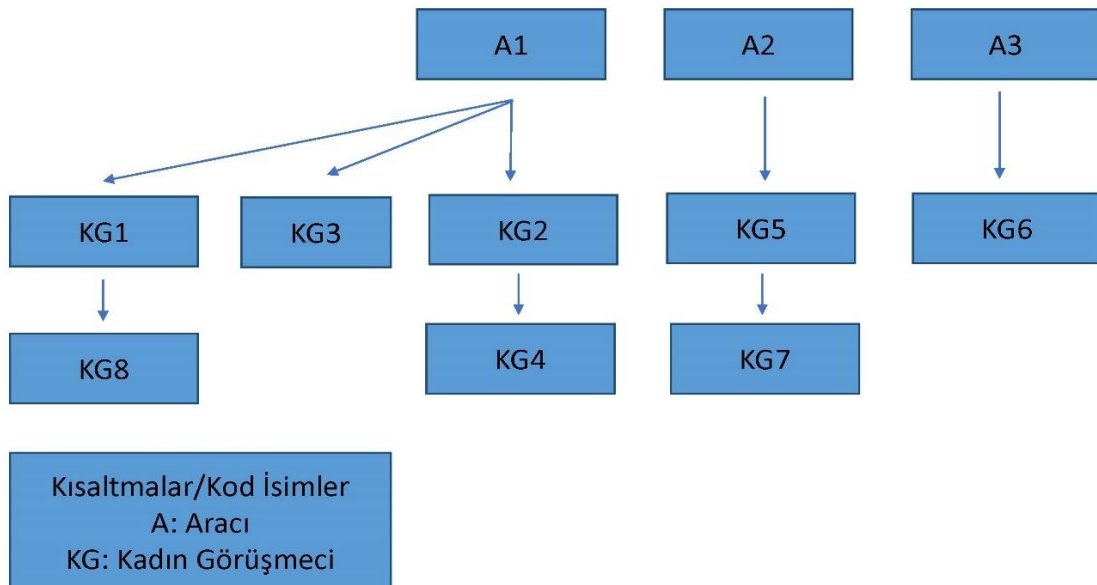 A1
A2
A3
KG1
KG3
KG2
KG5
KG6
KG8
KG4
KG7
Kısaltmalar/Kod İsimler
A: Aracı
KG: Kadın Görüşmeci